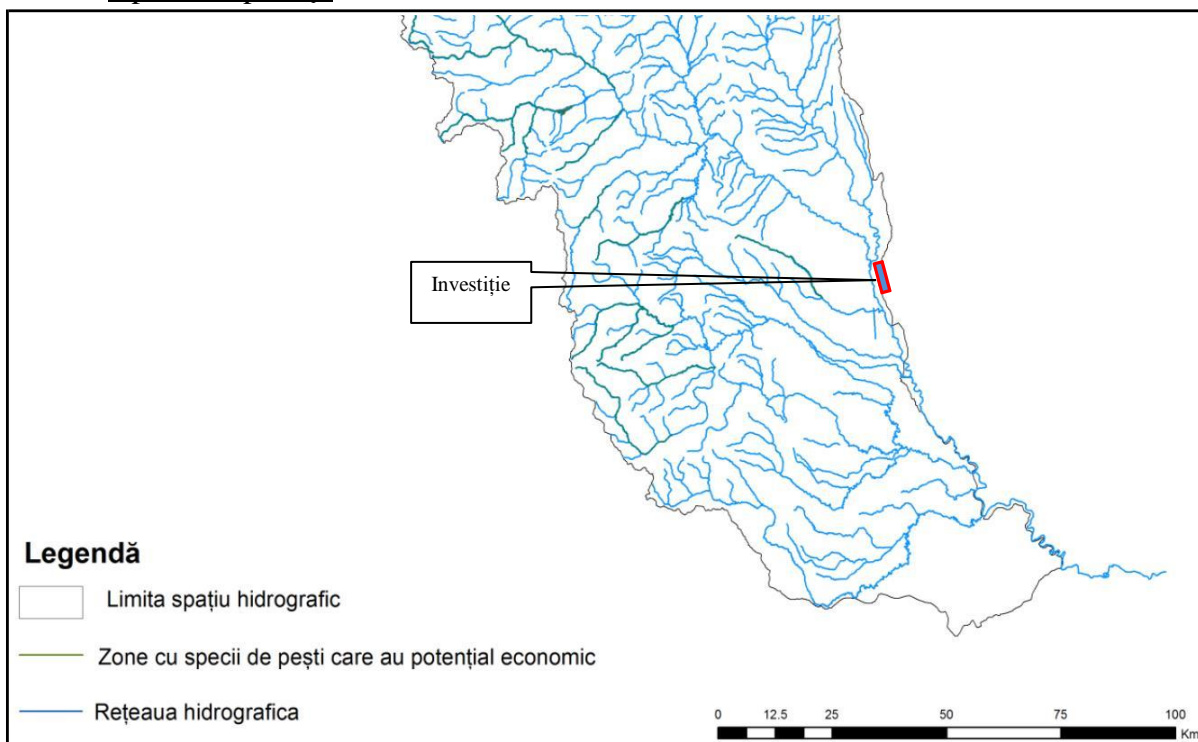 Investiție
Legendă
Limita spațiu hidrografic
Zone cu specii de pești care au potențial economic
Rețeaua hidrografica
0 12.5 25 50 75 100
Km